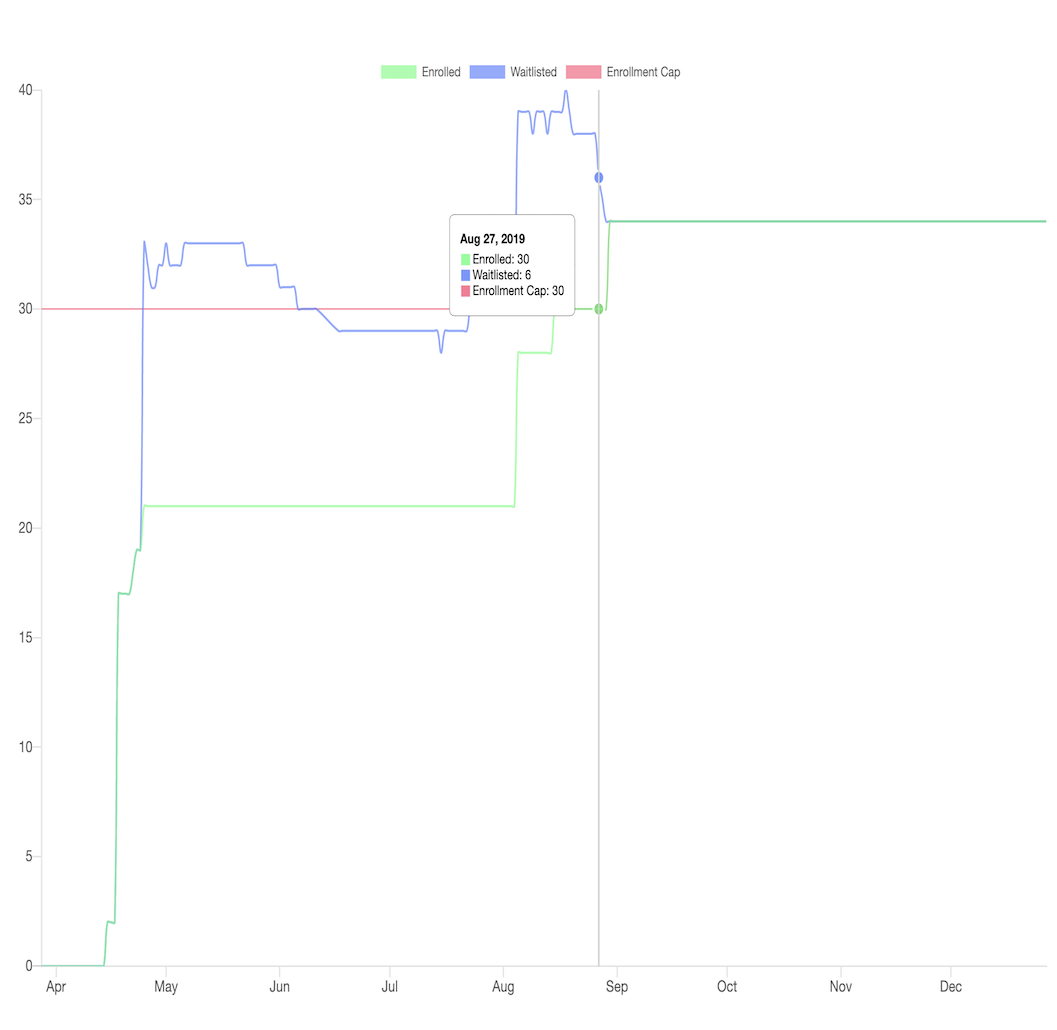 Enrolled Waitlisted Enrollment Cap
40
35
Aug 27, 2019
Enrolled: 30
Waitlisted: 6
Enrollment Cap: 30
30
25
20
15
10
5
0
Apr May Jun Jul Aug Sep Oct Nov Dec